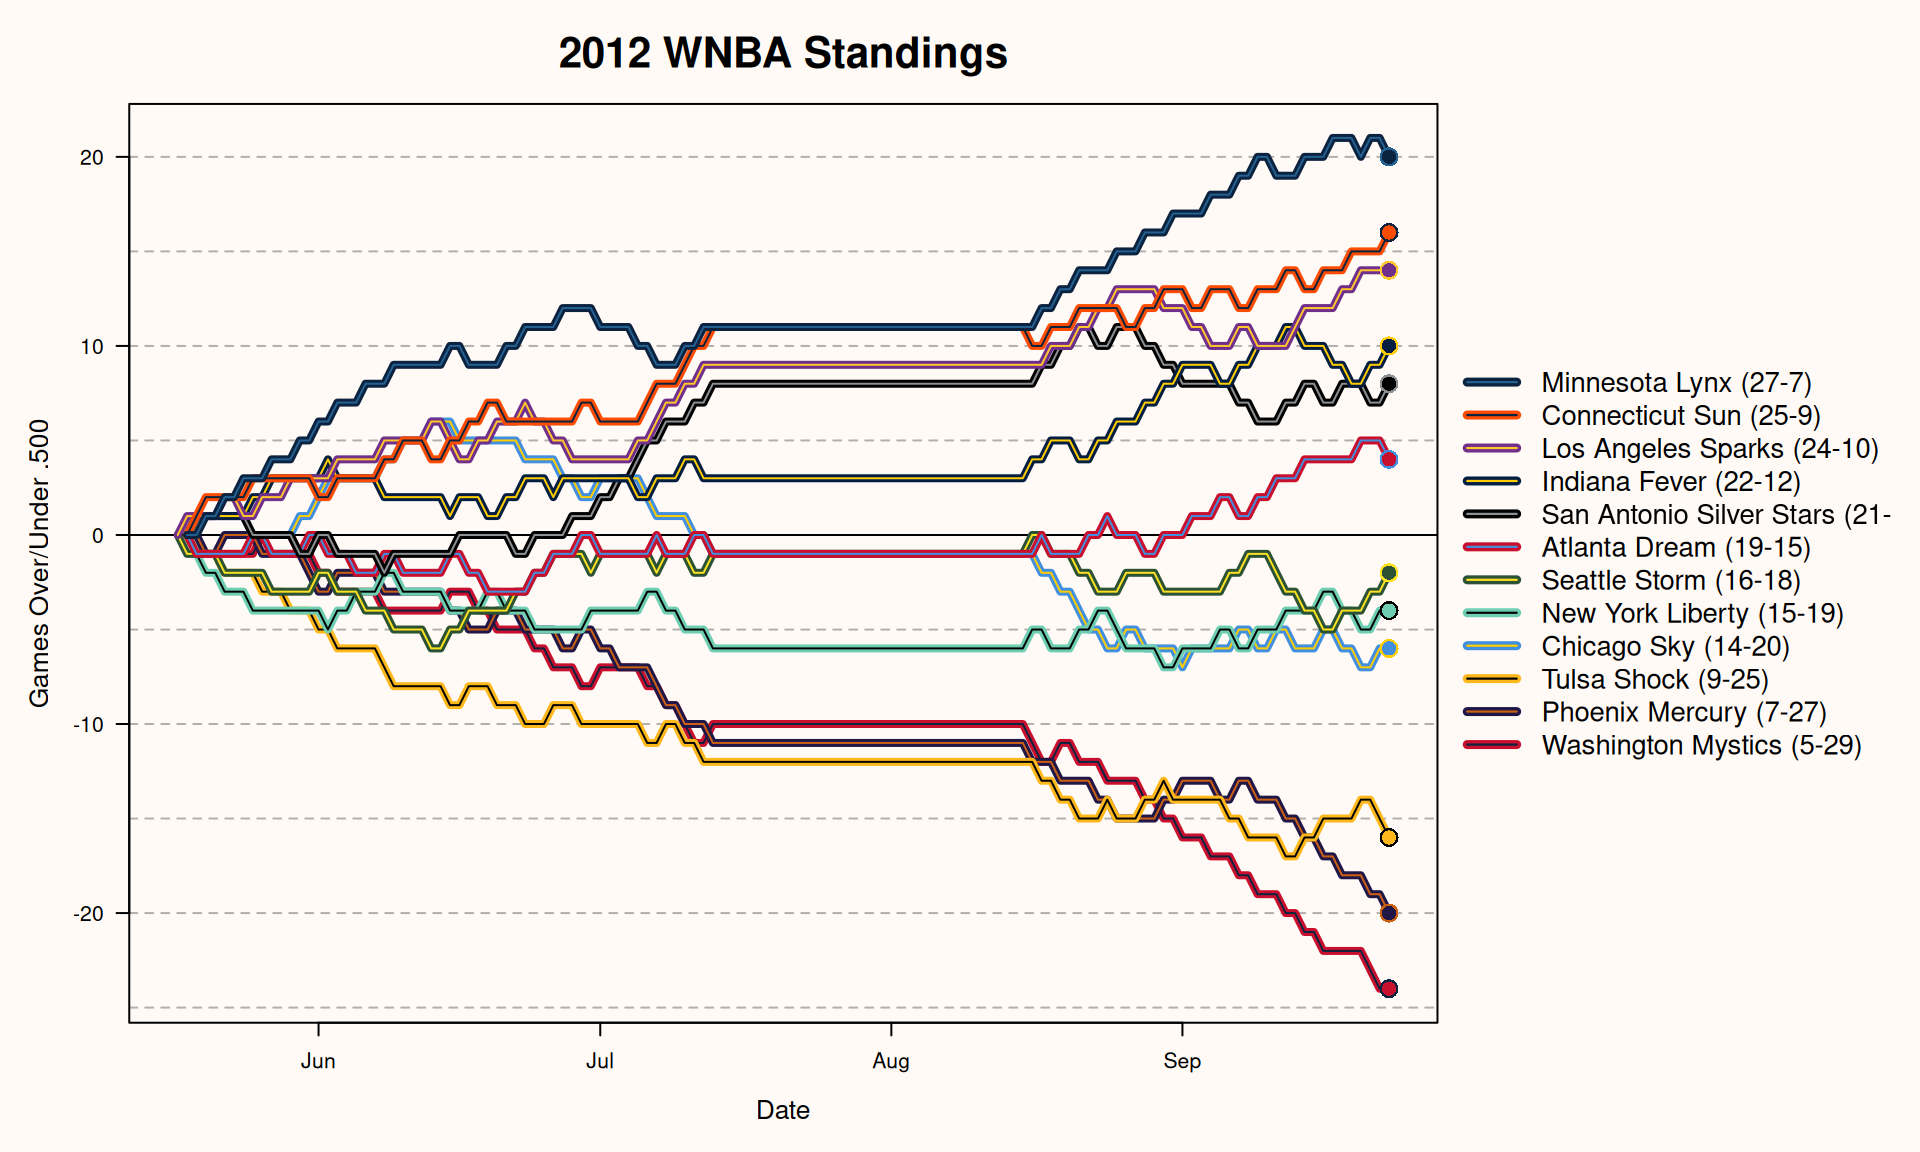 2012 WNBA Standings
Games Over/Under .500
20
10
0
-10
-20
Jun
Jul
Aug
Sep
Date
Minnesota Lynx (27-7)
Connecticut Sun (25-9)
Los Angeles Sparks (24-10)
Indiana Fever (22-12)
San Antonio Silver Stars (21-
Atlanta Dream (19-15)
Seattle Storm (16-18)
New York Liberty (15-19)
Chicago Sky (14-20)
Tulsa Shock (9-25)
Phoenix Mercury (7-27)
Washington Mystics (5-29)